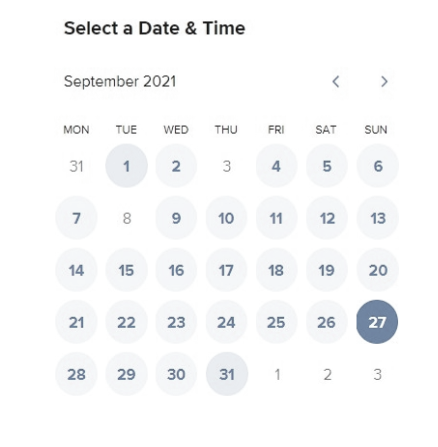 Select a Date & Time
September 2021
MON TUE WED THU FRI SAT SUN
31 1 2 3 4 5 6
7 8 9 10 11 12 13
14 15 16 17 18 19 20
21 22 23 24 25 26 27
28 29 30 31 1 2 3